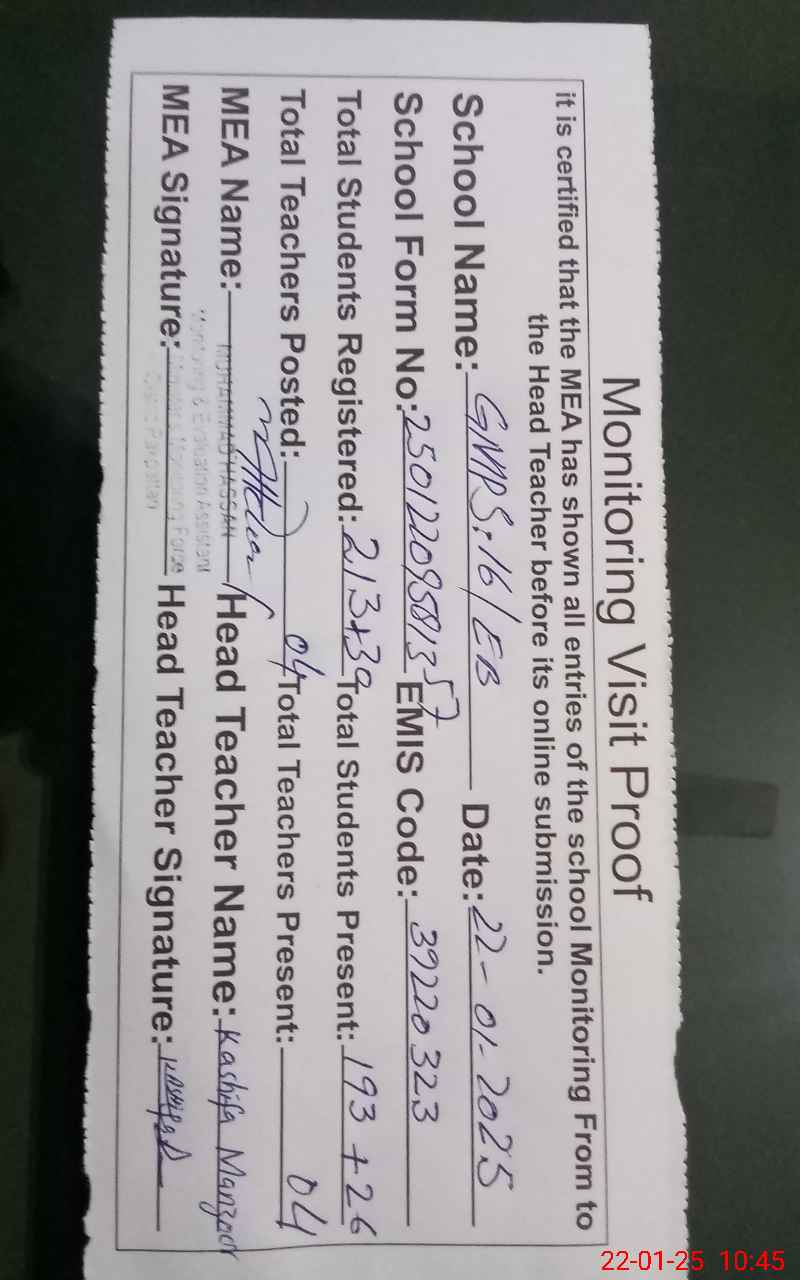 Monitoring Visit Proof
it is certified that the MEA has shown all entries of the school Monitoring From to
the Head Teacher before its online submission.
School Name: GMPS, 16/EB Date: 22-01-2025
School Form No: EMIS Code: 39220323
Total Students Registered: 213+30 Total Students Present: 193+26
Total Teachers Posted: 04 Total Teachers Present: 04
MEA Name: MUHAMMAD HASSAN Head Teacher Name: Kashifa Manzoor
Monitoring & Evaluation Assistant
MEA Signature: Monitoring Force Head Teacher Signature:
Pakpattan
22-01-25 10:45